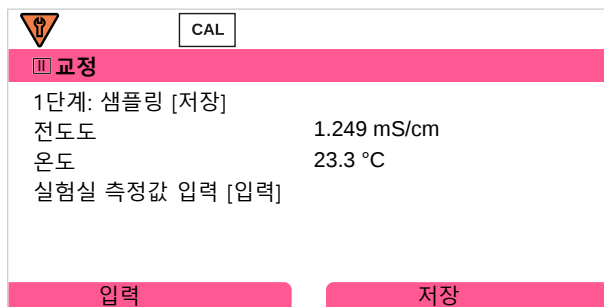 CAL
Ⅱ 교정
1단계: 샘플링 [저장]
전도도 1.249 mS/cm
온도 23.3 °C
실험실 측정값 입력 [입력]
입력 저장